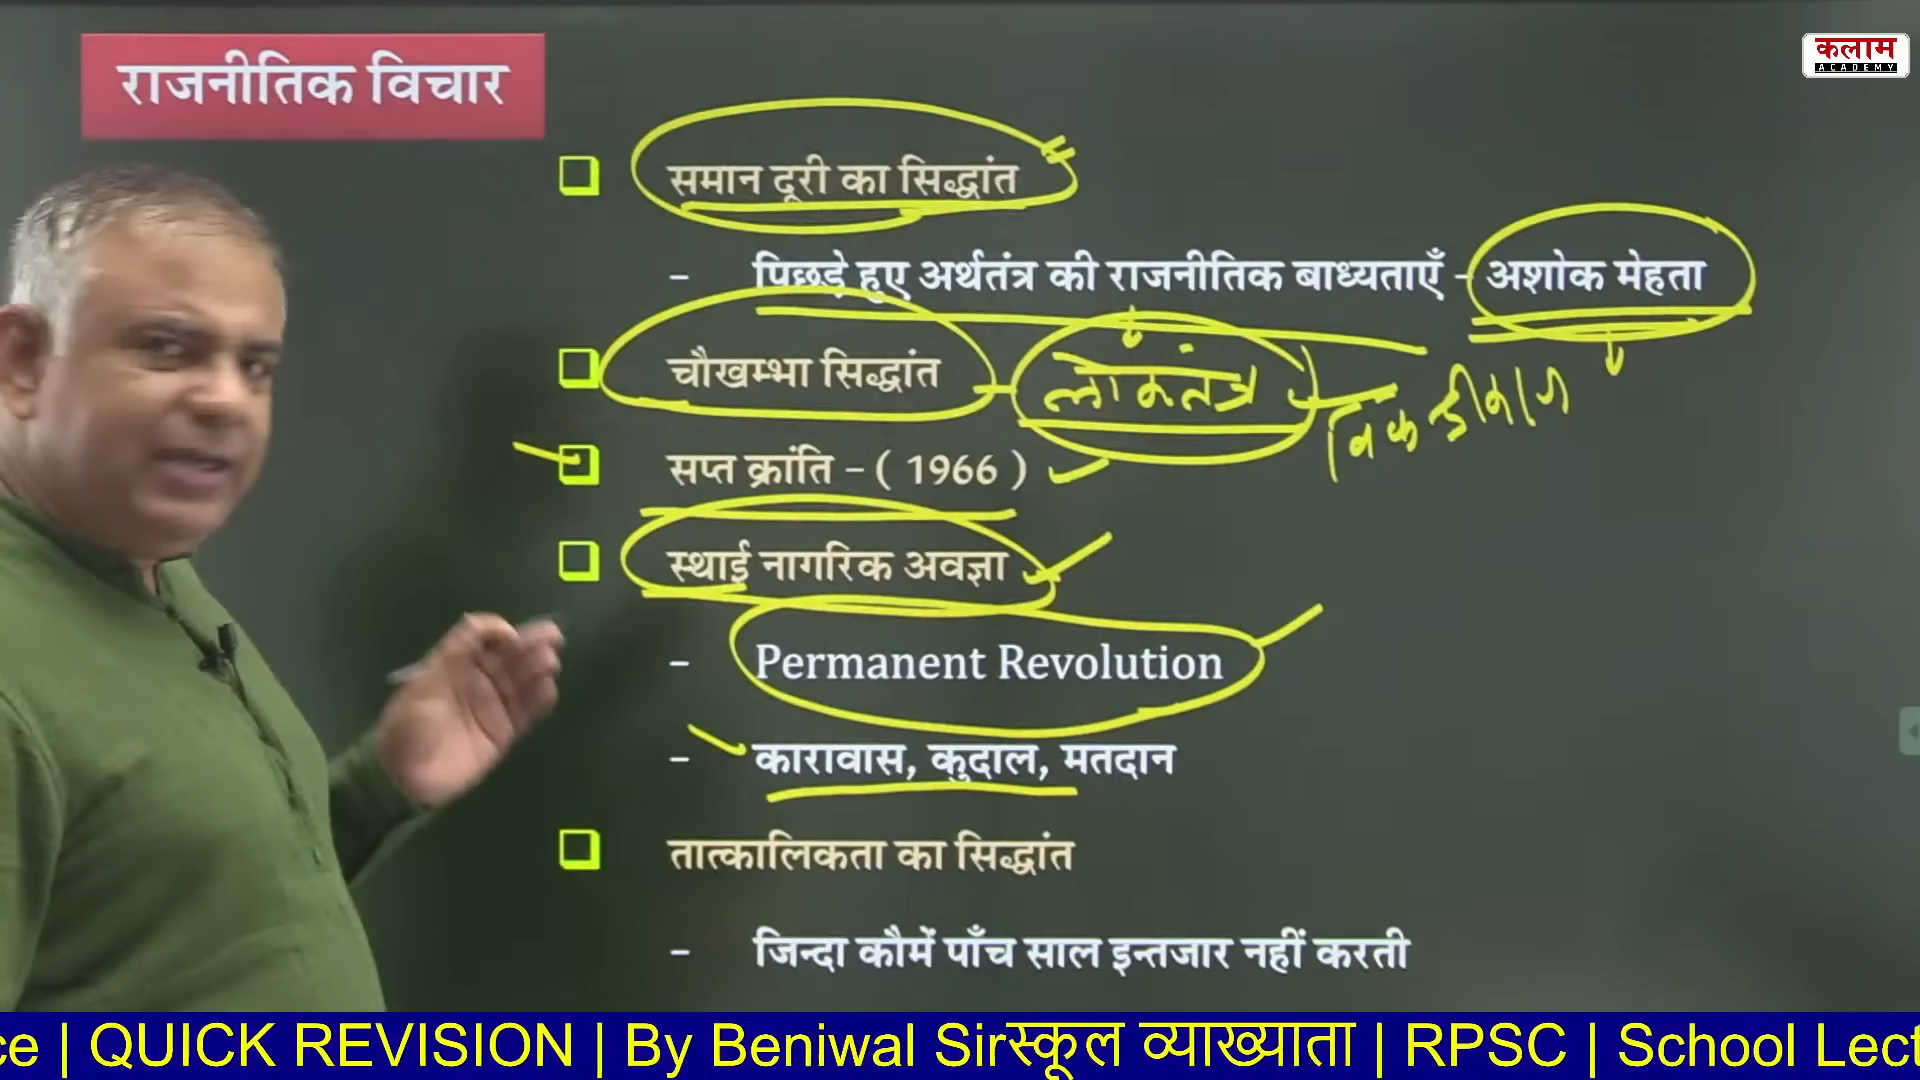 राजनीतिक विचार
कलाम
ACADEMY
समान दूरी का सिद्धांत
- पिछड़े हुए अर्थतंत्र की राजनीतिक बाध्यताएँ - अशोक मेहता
चौखम्भा सिद्धांत - लोकतंत्र
सप्त क्रांति – ( 1966 )
स्थाई नागरिक अवज्ञा
- Permanent Revolution
- कारावास, कुदाल, मतदान
तात्कालिकता का सिद्धांत
- जिन्दा कौमें पाँच साल इन्तजार नहीं करती
ce | QUICK REVISION | By Beniwal Sirस्कूल व्याख्याता | RPSC | School Lect